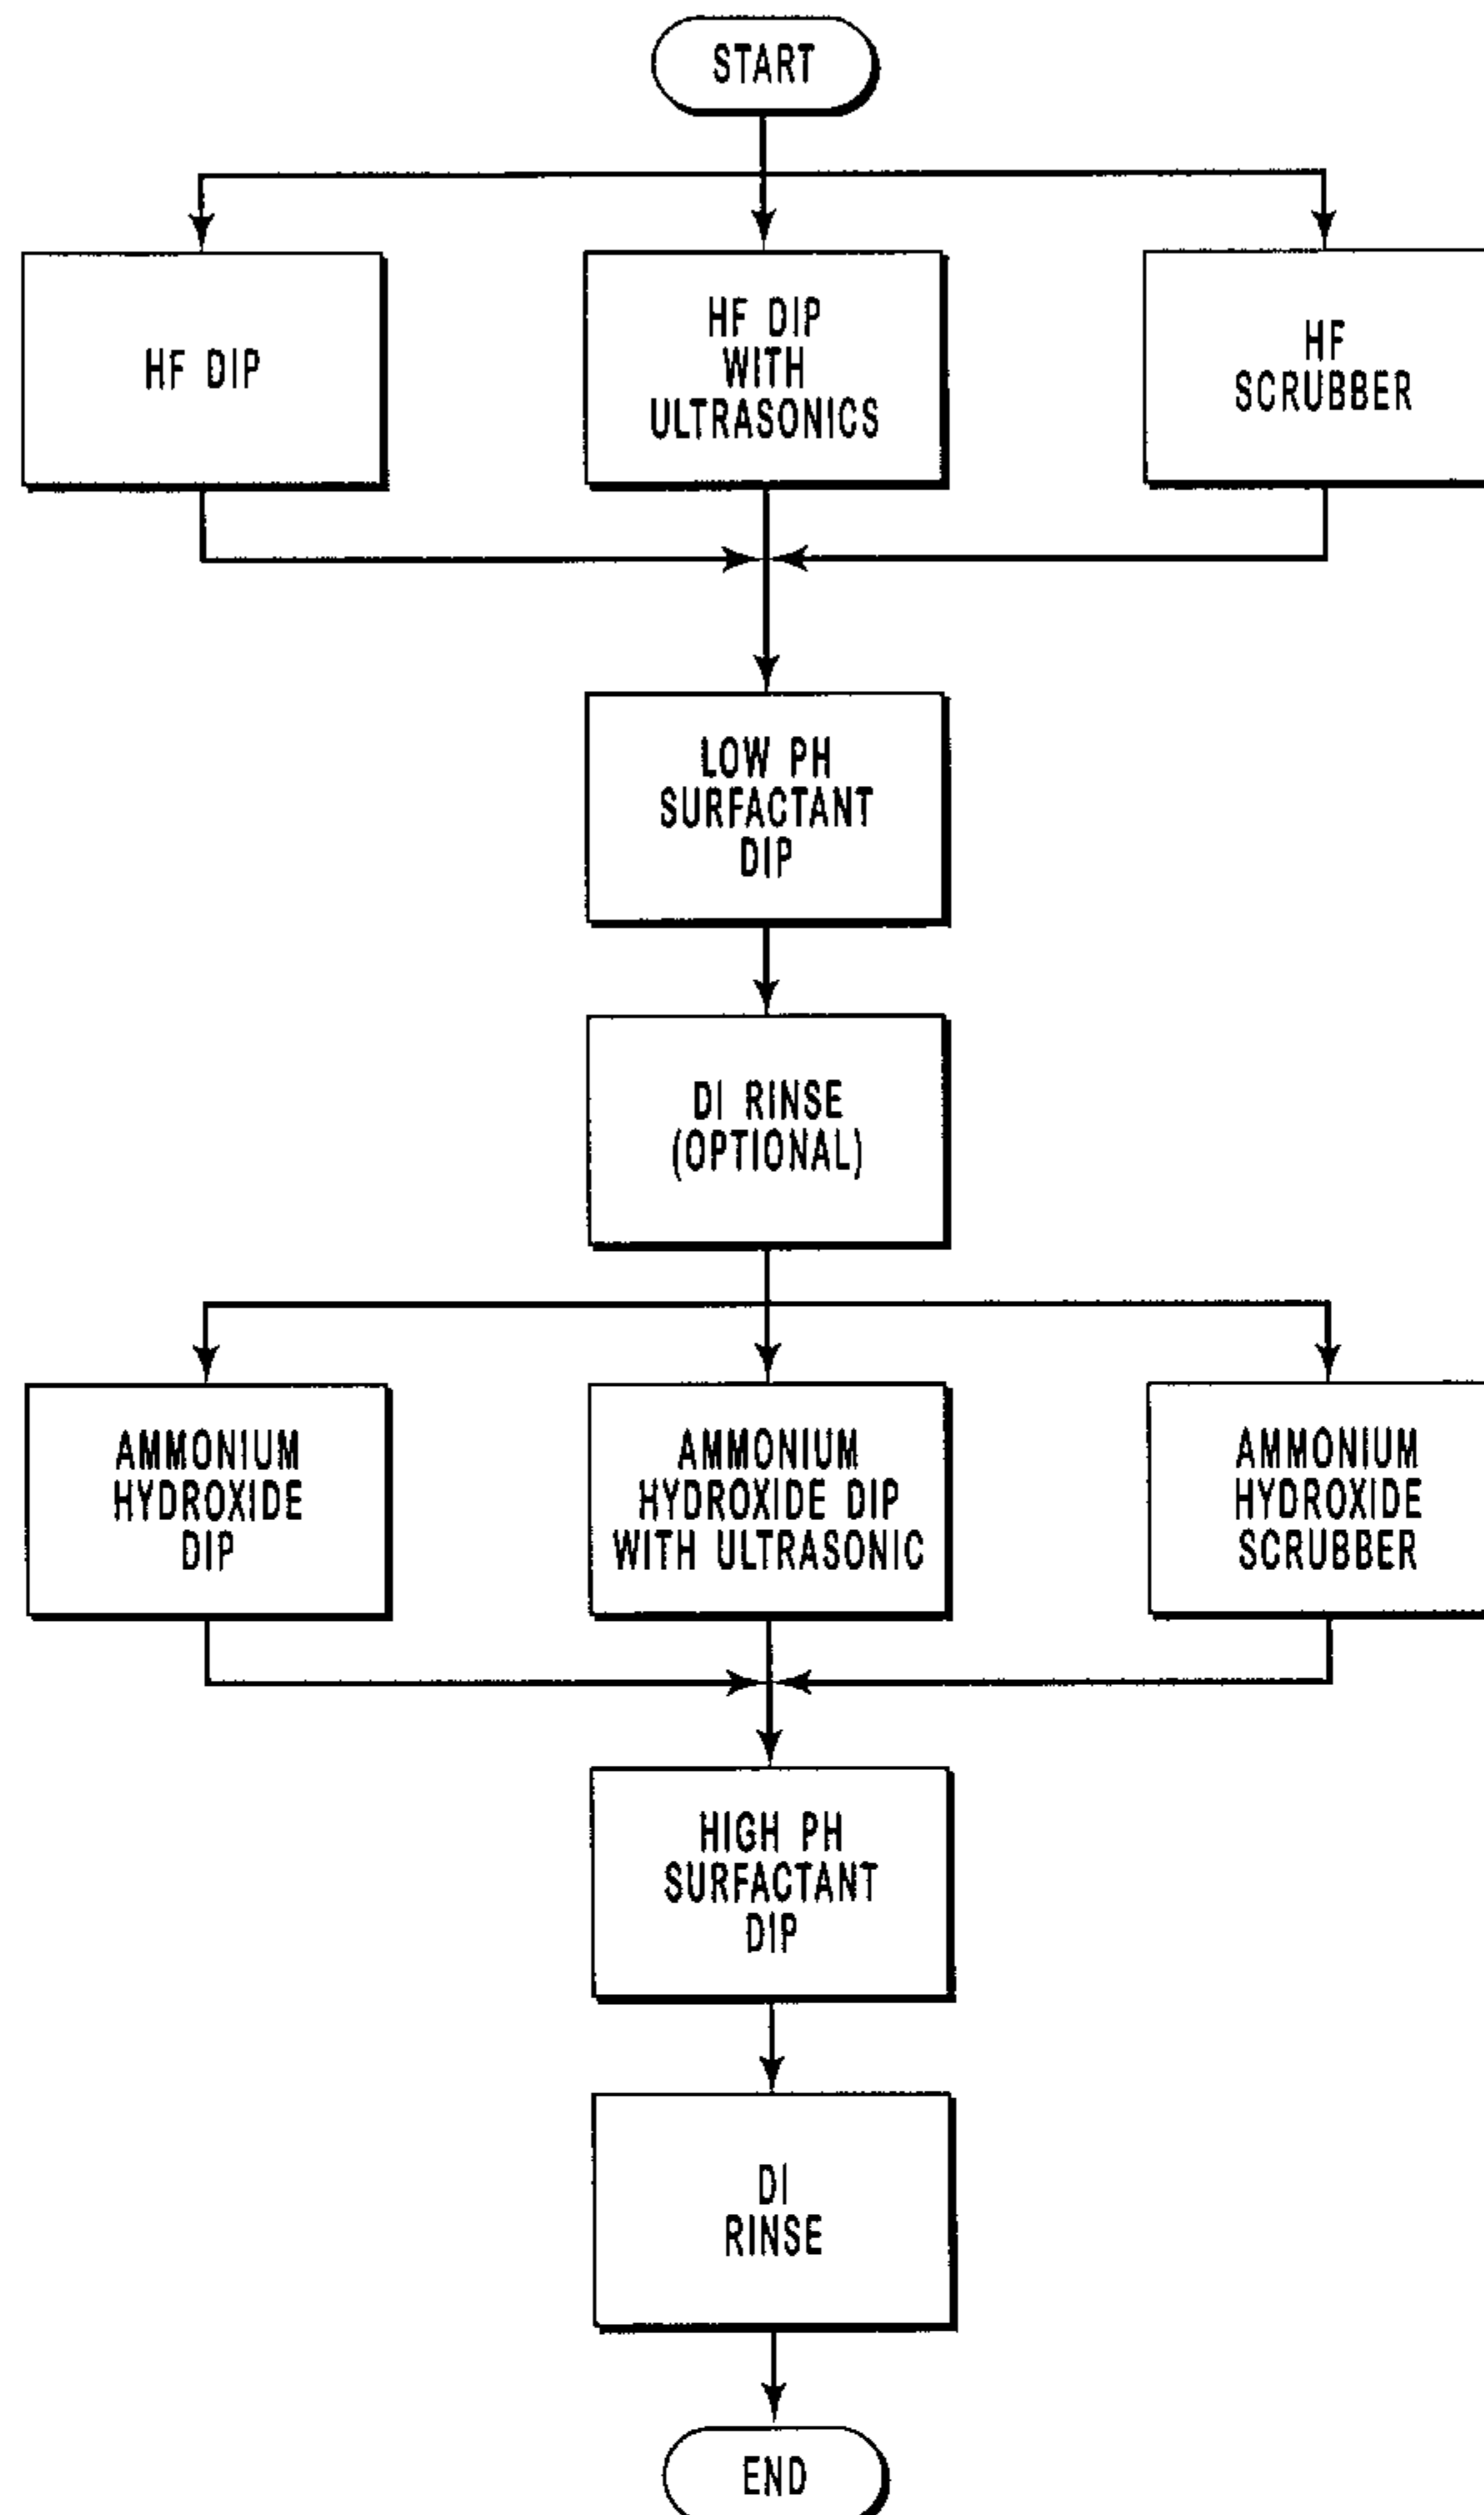 START
HF DIP
HF DIP
WITH
ULTRASONICS
HF
SCRUBBER
LOW PH
SURFACTANT
DIP
DI RINSE
(OPTIONAL)
AMMONIUM
HYDROXIDE
DIP
AMMONIUM
HYDROXIDE DIP
WITH ULTRASONIC
AMMONIUM
HYDROXIDE
SCRUBBER
HIGH PH
SURFACTANT
DIP
DI
RINSE
END